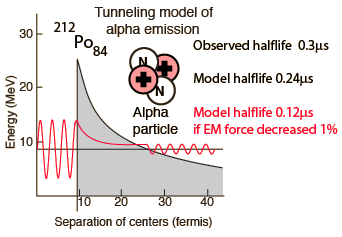 Tunneling model of
alpha emission
212
Po
84
N
N
Alpha
particle
Observed halflife 0.3μs
Model halflife 0.24μs
Model halflife 0.12μs
if EM force decreased 1%
Energy (MeV)
30
20
10
10 20 30 40
Separation of centers (fermis)